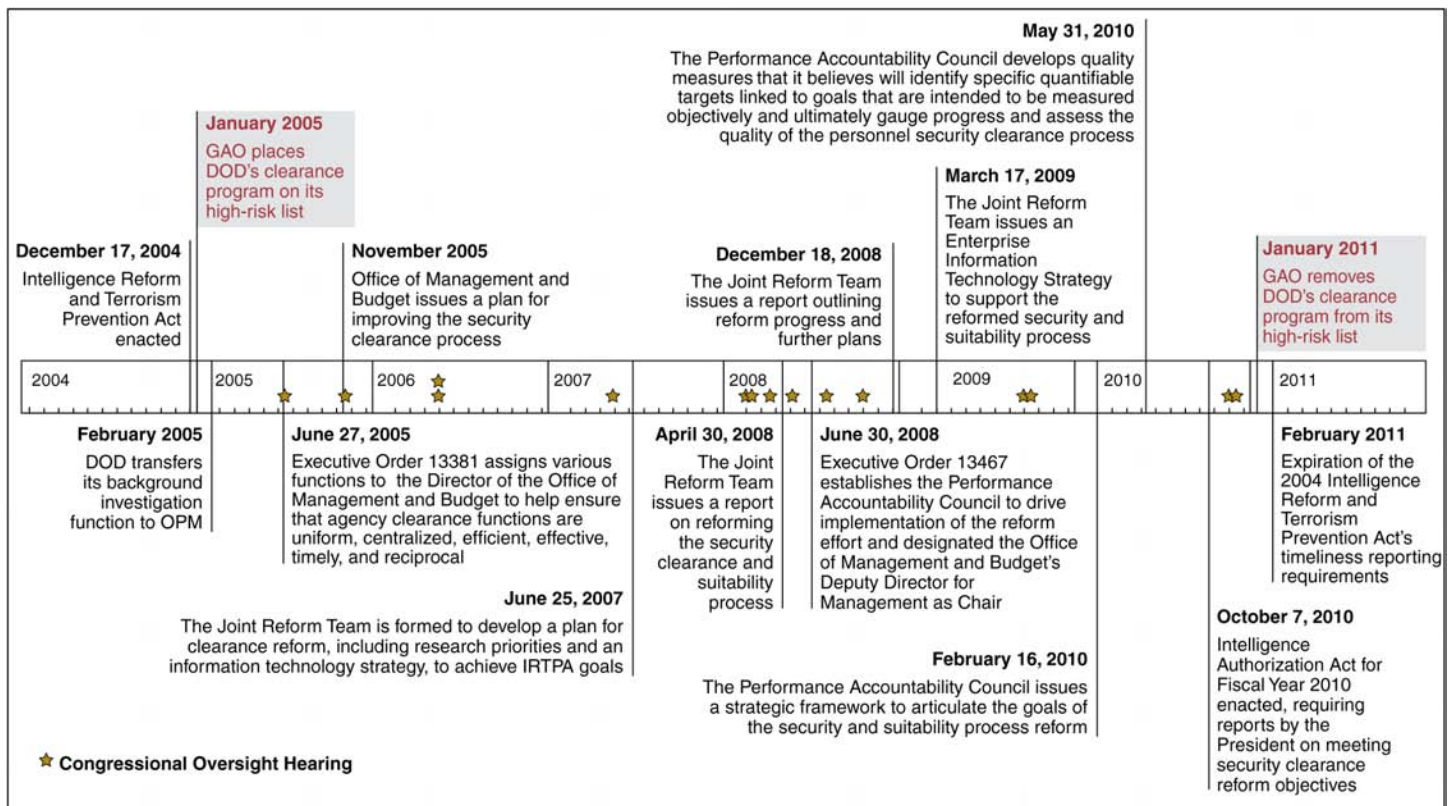 May 31, 2010
The Performance Accountability Council develops quality
measures that it believes will identify specific quantifiable
targets linked to goals that are intended to be measured
objectively and ultimately gauge progress and assess the
quality of the personnel security clearance process
January 2005
GAO places
DOD's clearance
program on its
high-risk list
March 17, 2009
The Joint Reform
Team issues an
Enterprise
Information
Technology Strategy
to support the
reformed security and
suitability process
December 17, 2004
Intelligence Reform
and Terrorism
Prevention Act
enacted
November 2005
Office of Management and
Budget issues a plan for
improving the security
clearance process
December 18, 2008
The Joint Reform Team
issues a report outlining
reform progress and
further plans
January 2011
GAO removes
DOD's clearance
program from its
high-risk list
2004
2005
2006
2007
2008
2009
2010
2011
February 2005
DOD transfers
its background
investigation
function to OPM
June 27, 2005
Executive Order 13381 assigns various
functions to the Director of the Office of
Management and Budget to help ensure
that agency clearance functions are
uniform, centralized, efficient, effective,
timely, and reciprocal
June 25, 2007
The Joint Reform Team is formed to develop a plan for
clearance reform, including research priorities and an
information technology strategy, to achieve IRTPA goals
April 30, 2008
The Joint
Reform Team
issues a report
on reforming
the security
clearance and
suitability
process
June 30, 2008
Executive Order 13467
establishes the Performance
Accountability Council to drive
implementation of the reform
effort and designated the Office
of Management and Budget's
Deputy Director for
Management as Chair
February 16, 2010
The Performance Accountability Council issues
a strategic framework to articulate the goals of
the security and suitability process reform
February 2011
Expiration of the
2004 Intelligence
Reform and
Terrorism
Prevention Act's
timeliness reporting
requirements
October 7, 2010
Intelligence
Authorization Act for
Fiscal Year 2010
enacted, requiring
reports by the
President on meeting
security clearance
reform objectives
Congressional Oversight Hearing